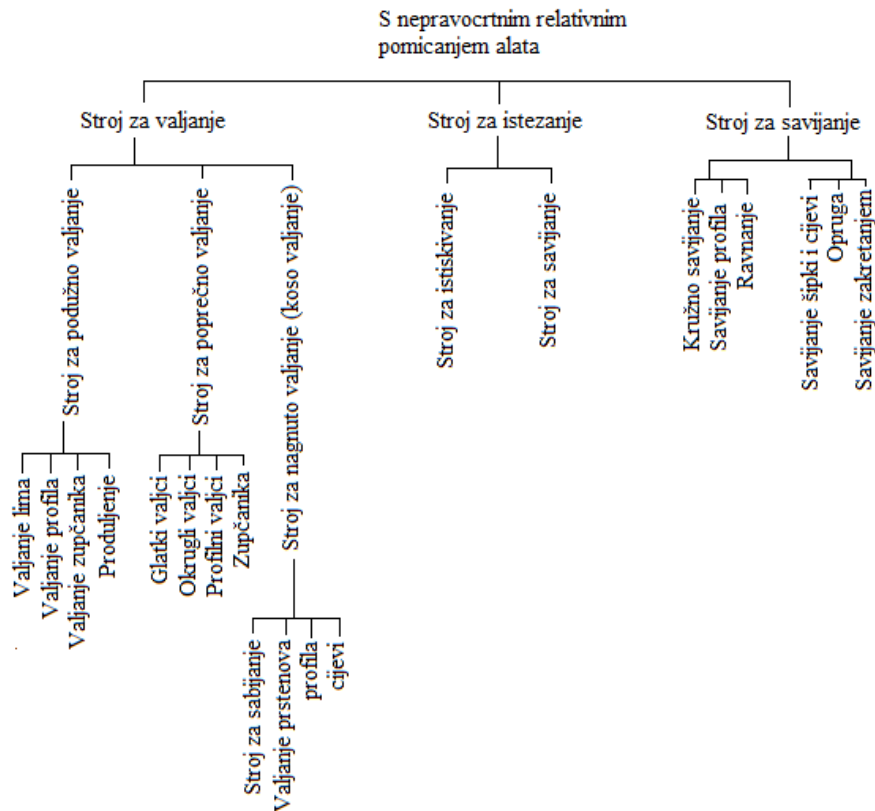 S nepravocrtnim relativnim
pomicanjem alata
Stroj za valjanje
Stroj za istezanje
Stroj za savijanje
Stroj za podužno valjanje
Stroj za poprečno valjanje
Stroj za nagnuto valjanje (koso valjanje)
Stroj za istiskivanje
Stroj za savijanje
Kružno savijanje
Savijanje profila
Ravnanje
Savijanje šipki i cijevi
Opruga
Savijanje zakretanjem
Valjanje lima
Valjanje profila
Valjanje zupčanika
Produljenje
Glatki valjci
Okrugli valjci
Profilni valjci
Zupčanika
Stroj za sabijanje
Valjanje prstenova
profila
cijevi